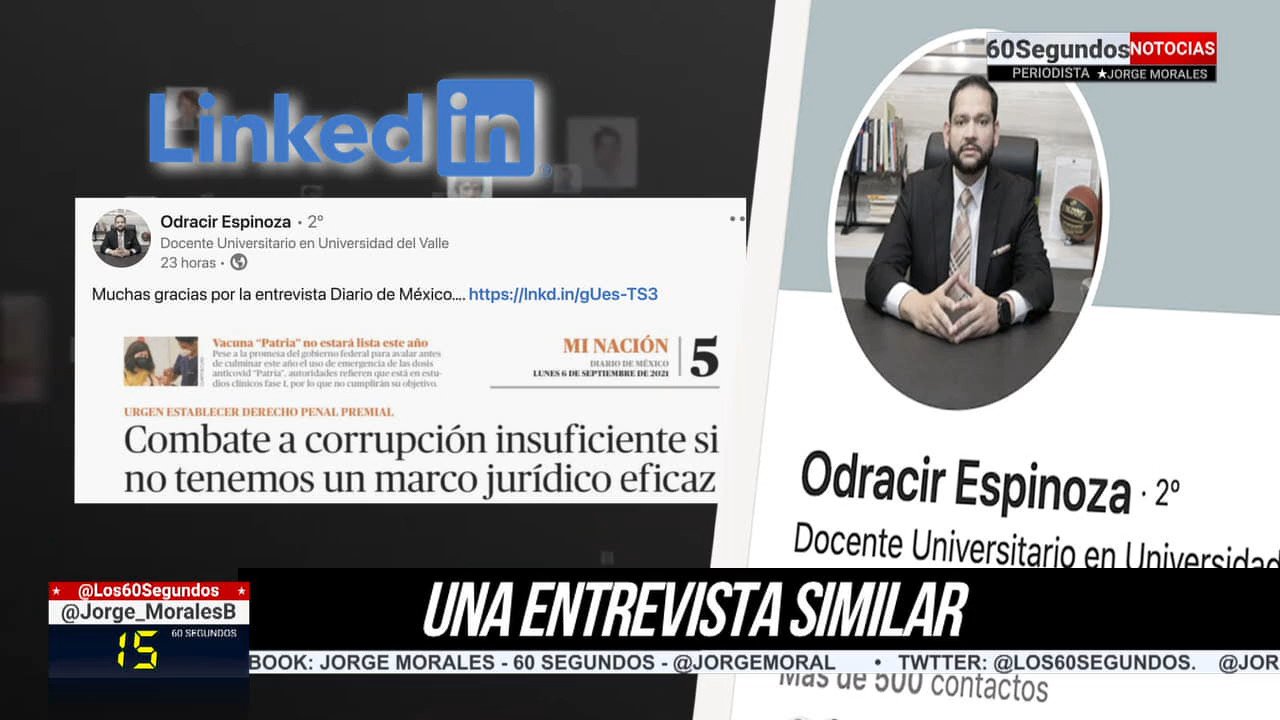 LinkedIn
60Segundos NOTOCIAS
PERIODISTA ★JORGE MORALES
Odracir Espinoza · 2º
Docente Universitario en Universidad del Valle
23 horas ·
Muchas gracias por la entrevista Diario de México.... https://lnkd.in/gUes-TS3
Vacuna “Patria” no estará lista este año
Pese a la promesa del gobierno federal para avalar antes
de culminar este año el uso de emergencia de las dosis
anticovid “Patria”, autoridades refieren que está en estu-
dios clínicos fase I, por lo que no cumplirán su objetivo.
MI NACIÓN
DIARIO DE MÉXICO
LUNES 6 DE SEPTIEMBRE DE 2021
5
URGEN ESTABLECER DERECHO PENAL PREMIAL
Combate a corrupción insuficiente si
no tenemos un marco jurídico eficaz
Odracir Espinoza · 2º
Docente Universitario en Universidad
Más de 500 contactos
★ @Los60Segundos ★
@Jorge_MoralesB
60 SEGUNDOS
15
UNA ENTREVISTA SIMILAR
BOOK: JORGE MORALES - 60 SEGUNDOS - @JORGEMORAL • TWTTER: @LOS60SEGUNDOS. @JOR